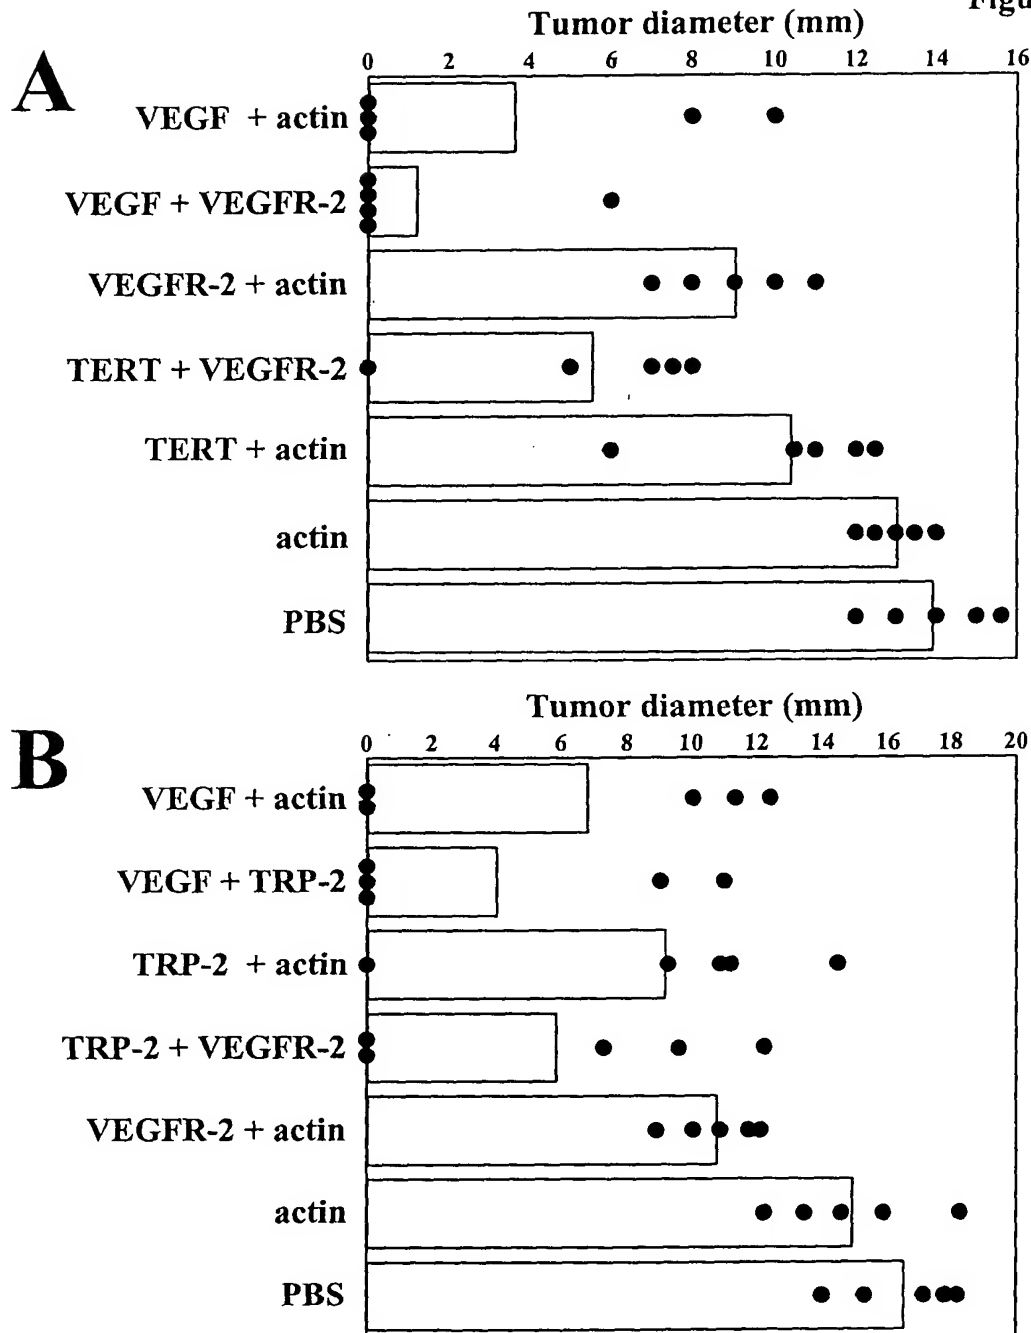 Figu
Tumor diameter (mm)
A
0 2 4 6 8 10 12 14 16
VEGF + actin
VEGF + VEGFR-2
VEGFR-2 + actin
TERT + VEGFR-2
TERT + actin
actin
PBS
Tumor diameter (mm)
B
0 2 4 6 8 10 12 14 16 18 20
VEGF + actin
VEGF + TRP-2
TRP-2 + actin
TRP-2 + VEGFR-2
VEGFR-2 + actin
actin
PBS